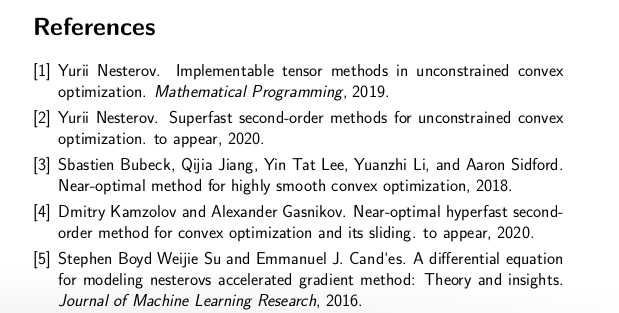 References
[1] Yurii Nesterov. Implementable tensor methods in unconstrained convex
optimization. Mathematical Programming, 2019.
[2] Yurii Nesterov. Superfast second-order methods for unconstrained convex
optimization. to appear, 2020.
[3] Sbastien Bubeck, Qijia Jiang, Yin Tat Lee, Yuanzhi Li, and Aaron Sidford.
Near-optimal method for highly smooth convex optimization, 2018.
[4] Dmitry Kamzolov and Alexander Gasnikov. Near-optimal hyperfast second-
order method for convex optimization and its sliding. to appear, 2020.
[5] Stephen Boyd Weijie Su and Emmanuel J. Cand‘es. A differential equation
for modeling nesterovs accelerated gradient method: Theory and insights.
Journal of Machine Learning Research, 2016.